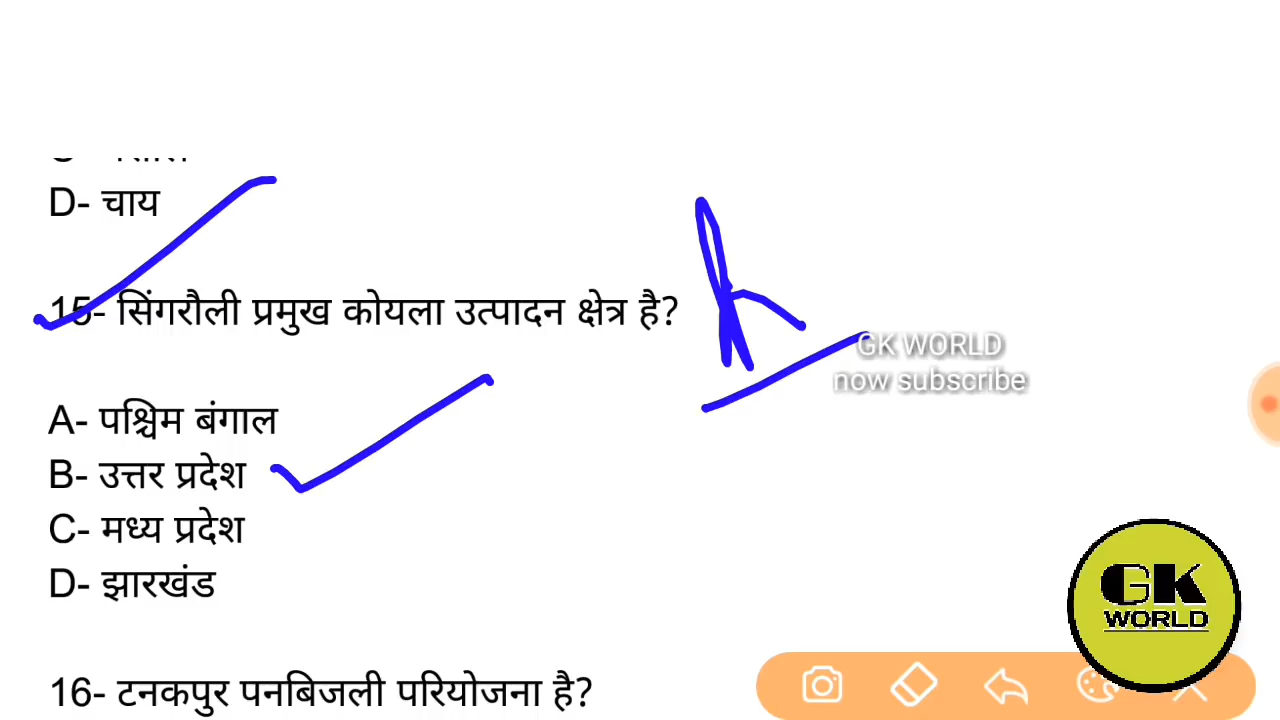 D- चाय
15- सिंगरौली प्रमुख कोयला उत्पादन क्षेत्र है?
GK WORLD
now subscribe
A- पश्चिम बंगाल
B- उत्तर प्रदेश
C- मध्य प्रदेश
D- झारखंड
GK
WORLD
16- टनकपुर पनबिजली परियोजना है?